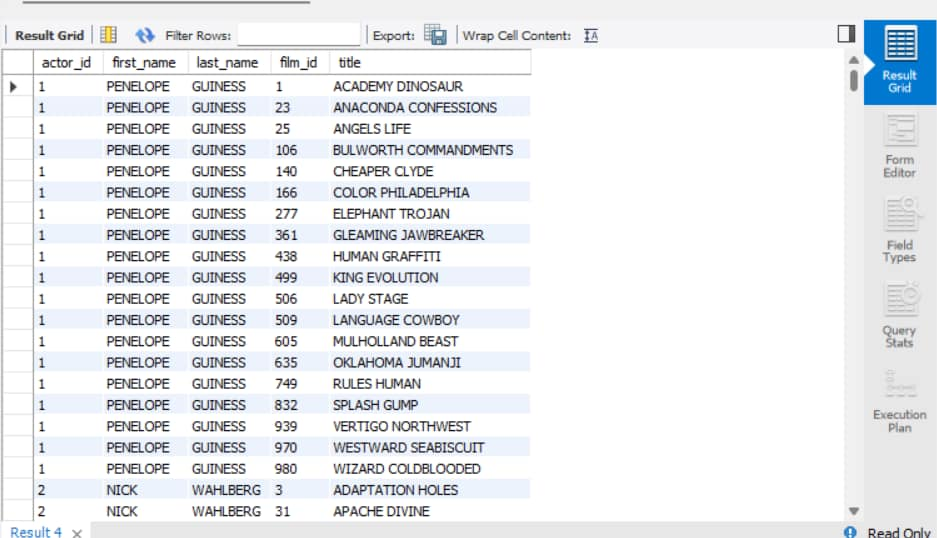 Result Grid Filter Rows: Export: Wrap Cell Content: IA
actor_id first_name last_name film_id title
1 PENELOPE GUINESS 1 ACADEMY DINOSAUR
1 PENELOPE GUINESS 23 ANACONDA CONFESSIONS
1 PENELOPE GUINESS 25 ANGELS LIFE
1 PENELOPE GUINESS 106 BULWORTH COMMANDMENTS
1 PENELOPE GUINESS 140 CHEAPER CLYDE
1 PENELOPE GUINESS 166 COLOR PHILADELPHIA
1 PENELOPE GUINESS 277 ELEPHANT TROJAN
1 PENELOPE GUINESS 361 GLEAMING JAWBREAKER
1 PENELOPE GUINESS 438 HUMAN GRAFFITI
1 PENELOPE GUINESS 499 KING EVOLUTION
1 PENELOPE GUINESS 506 LADY STAGE
1 PENELOPE GUINESS 509 LANGUAGE COWBOY
1 PENELOPE GUINESS 605 MULHOLLAND BEAST
1 PENELOPE GUINESS 635 OKLAHOMA JUMANJI
1 PENELOPE GUINESS 749 RULES HUMAN
1 PENELOPE GUINESS 832 SPLASH GUMP
1 PENELOPE GUINESS 939 VERTIGO NORTHWEST
1 PENELOPE GUINESS 970 WESTWARD SEABISCUIT
1 PENELOPE GUINESS 980 WIZARD COLDBLOODED
2 NICK WAHLBERG 3 ADAPTATION HOLES
2 NICK WAHLBERG 31 APACHE DIVINE
Result
Grid
Form
Editor
Field
Types
Query
Stats
Execution
Plan
Result 4
Read Only